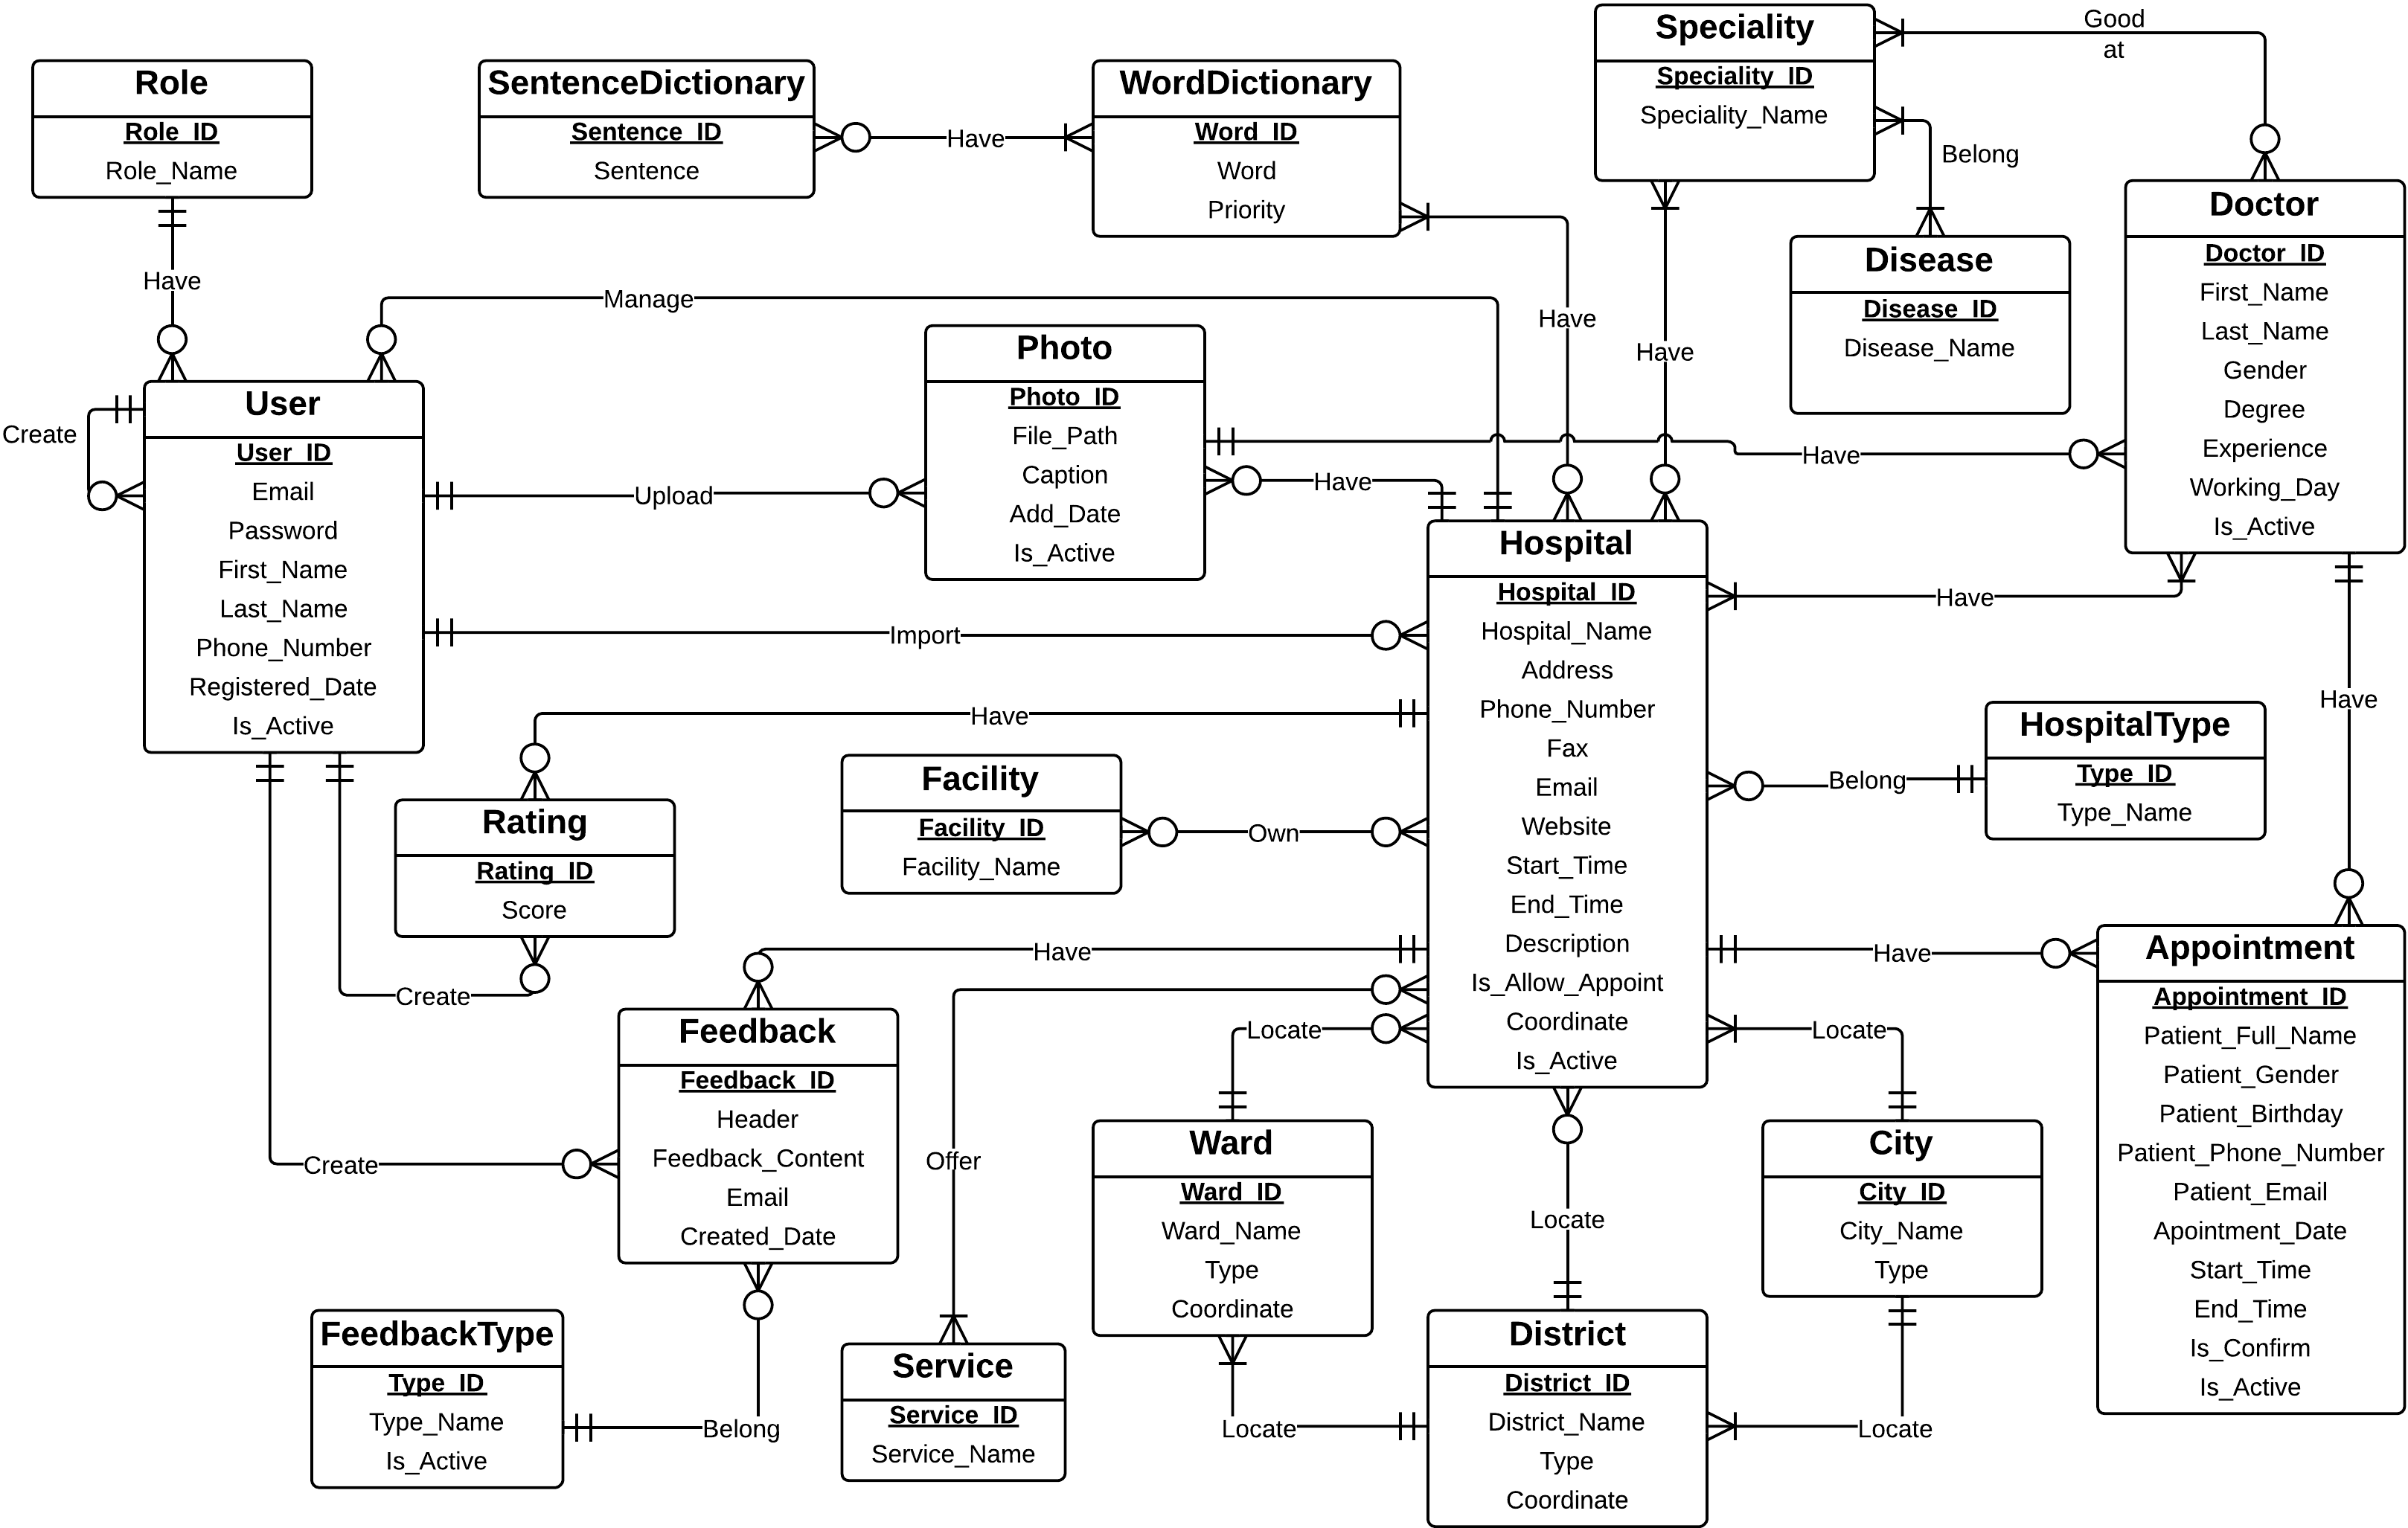 Role
Role_ID
Role_Name
SentenceDictionary
Sentence_ID
Sentence
WordDictionary
Word_ID
Word
Priority
Speciality
Speciality_ID
Speciality_Name
Good
at
Have
Belong
Disease
Disease_ID
Disease_Name
Doctor
Doctor_ID
First_Name
Last_Name
Gender
Degree
Experience
Working_Day
Is_Active
Have
Manage
Have
Have
Create
User
User_ID
Email
Password
First_Name
Last_Name
Phone_Number
Registered_Date
Is_Active
Photo
Photo_ID
File_Path
Caption
Add_Date
Is_Active
Upload
Have
Have
Import
Have
Hospital
Hospital_ID
Hospital_Name
Address
Phone_Number
Fax
Email
Website
Start_Time
End_Time
Description
Is_Allow_Appoint
Coordinate
Is_Active
Have
Have
HospitalType
Type_ID
Type_Name
Belong
Facility
Facility_ID
Facility_Name
Own
Rating
Rating_ID
Score
Create
Have
Have
Appointment
Appointment_ID
Patient_Full_Name
Patient_Gender
Patient_Birthday
Patient_Phone_Number
Patient_Email
Apointment_Date
Start_Time
End_Time
Is_Confirm
Is_Active
Feedback
Feedback_ID
Header
Feedback_Content
Email
Created_Date
Create
Offer
Locate
Locate
Ward
Ward_ID
Ward_Name
Type
Coordinate
Locate
City
City_ID
City_Name
Type
FeedbackType
Type_ID
Type_Name
Is_Active
Belong
Service
Service_ID
Service_Name
Locate
District
District_ID
District_Name
Type
Coordinate
Locate